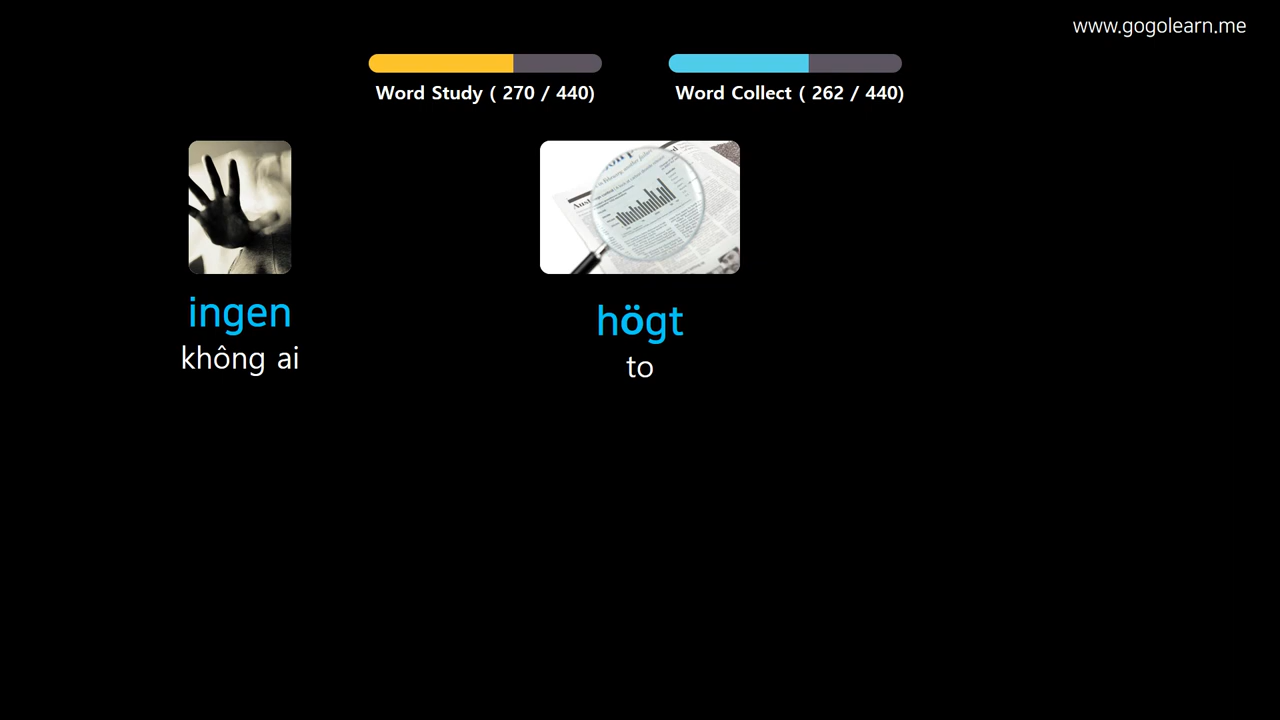 www.gogolearn.me
Word Study ( 270 / 440)
Word Collect ( 262 / 440)
ingen
không ai
högt
to